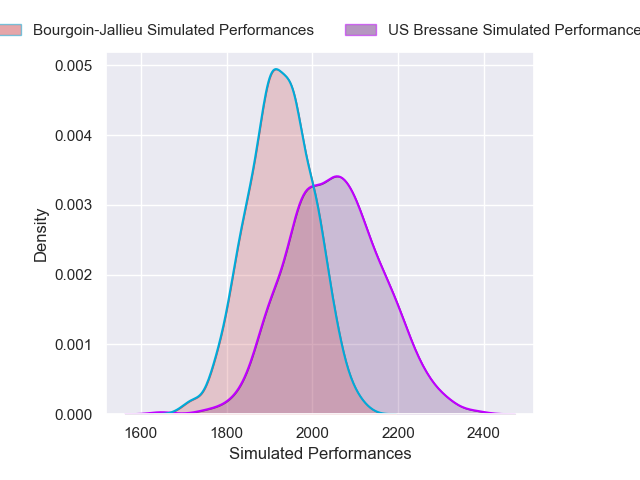 Bourgoin-Jallieu Simulated Performances US Bressane Simulated Performance
0.005
0.004
0.003
0.002
0.001
0.000
Density
1600 1800 2000 2200 2400
Simulated Performances